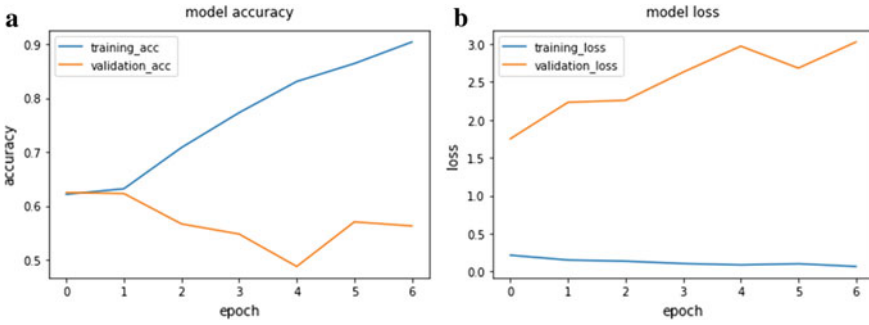 a
model accuracy
training_acc
validation_acc
accuracy
0.9
0.8
0.7
0.6
0.5
0 1 2 3 4 5 6
epoch
b
model loss
training_loss
validation_loss
loss
3.0
2.5
2.0
1.5
1.0
0.5
0.0
0 1 2 3 4 5 6
epoch